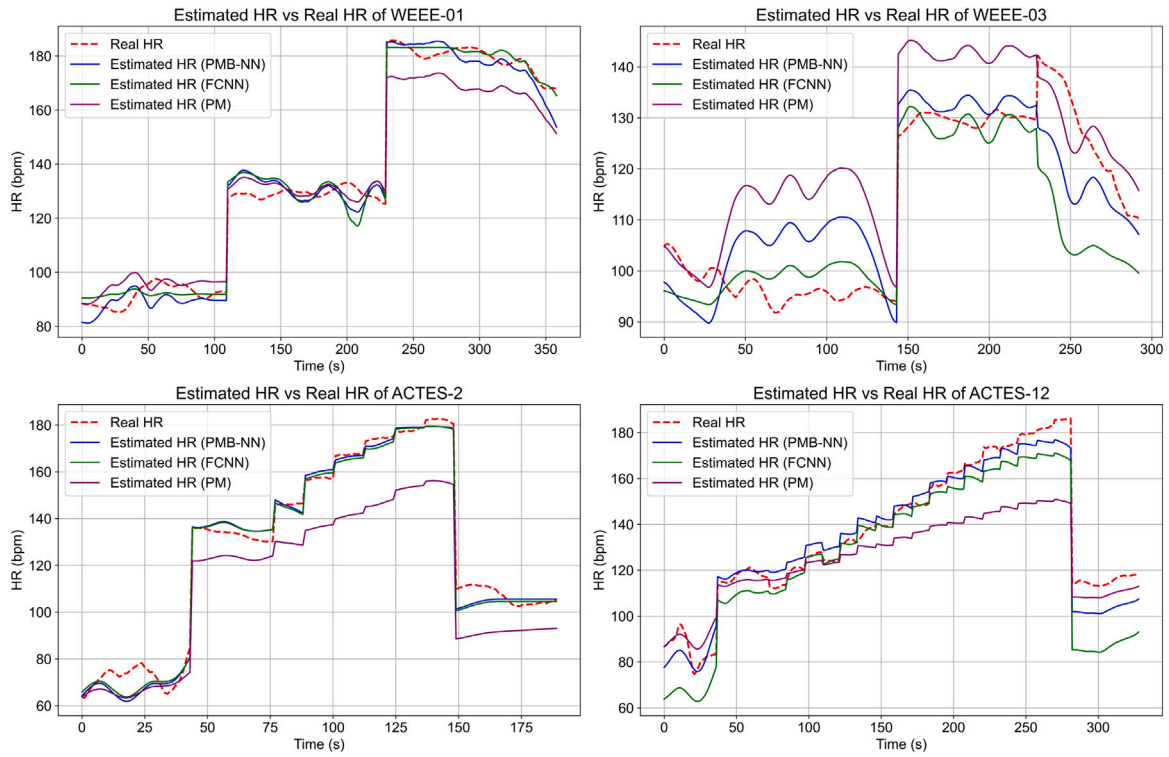 Estimated HR vs Real HR of WEEE-01
Real HR
Estimated HR (PMB-NN)
Estimated HR (FCNN)
Estimated HR (PM)
HR (bpm)
180
160
140
120
100
80
0
50
100
150
200
250
300
350
Time (s)
Estimated HR vs Real HR of WEEE-03
Real HR
Estimated HR (PMB-NN)
Estimated HR (FCNN)
Estimated HR (PM)
HR (bpm)
140
130
120
110
100
90
0
50
100
150
200
250
300
Time (s)
Estimated HR vs Real HR of ACTES-2
Real HR
Estimated HR (PMB-NN)
Estimated HR (FCNN)
Estimated HR (PM)
HR (bpm)
180
160
140
120
100
80
60
0
25
50
75
100
125
150
175
Time (s)
Estimated HR vs Real HR of ACTES-12
Real HR
Estimated HR (PMB-NN)
Estimated HR (FCNN)
Estimated HR (PM)
HR (bpm)
180
160
140
120
100
80
60
0
50
100
150
200
250
300
Time (s)